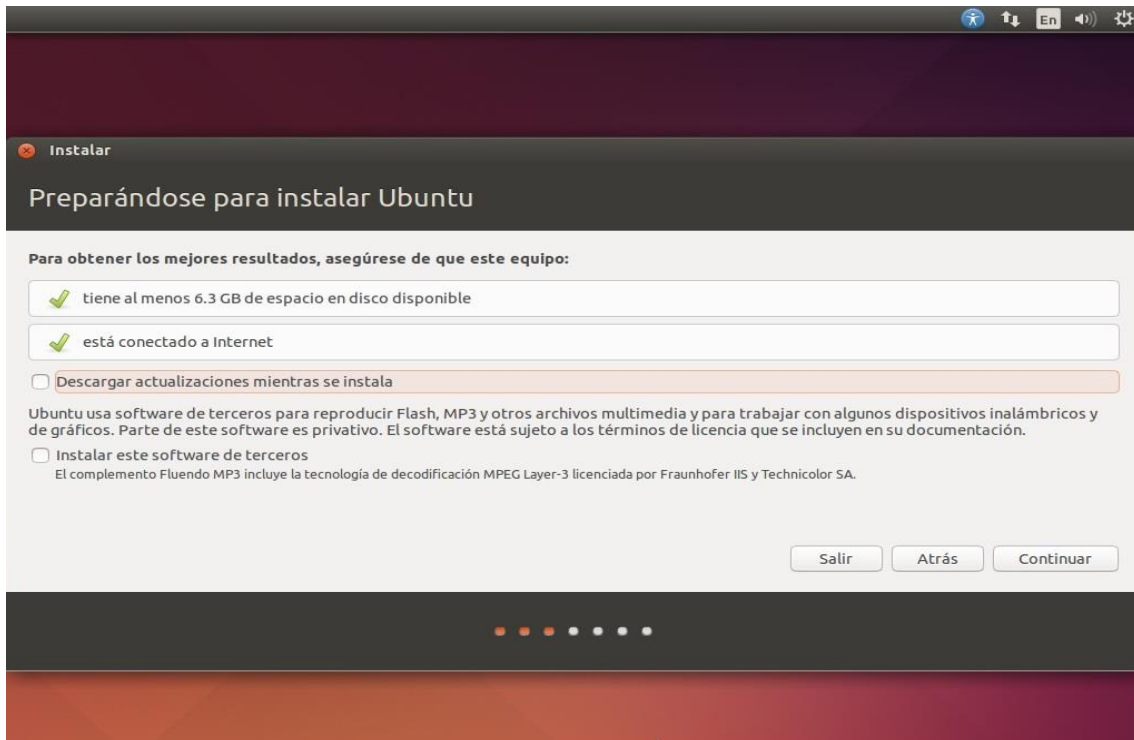 En
Instalar
Preparándose para instalar Ubuntu
Para obtener los mejores resultados, asegúrese de que este equipo:
tiene al menos 6.3 GB de espacio en disco disponible
está conectado a Internet
Descargar actualizaciones mientras se instala
Ubuntu usa software de terceros para reproducir Flash, MP3 y otros archivos multimedia y para trabajar con algunos dispositivos inalámbricos y
de gráficos. Parte de este software es privativo. El software está sujeto a los términos de licencia que se incluyen en su documentación.
Instalar este software de terceros
El complemento Fluendo MP3 incluye la tecnología de decodificación MPEG Layer-3 licenciada por Fraunhofer IIS y Technicolor SA.
Salir Atrás Continuar